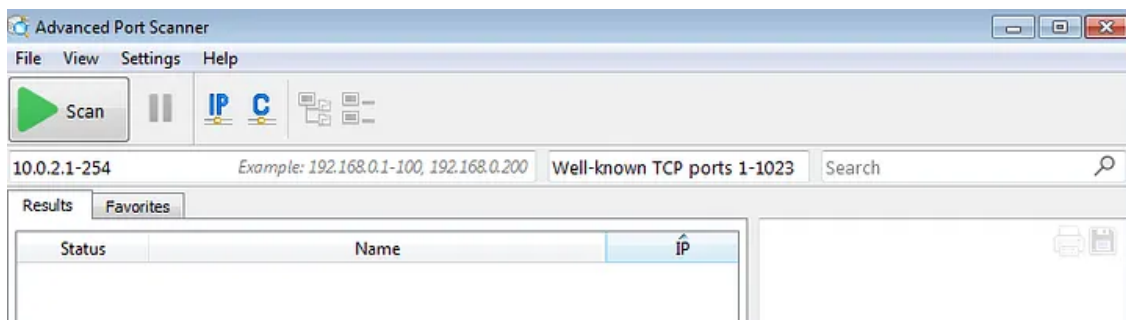 Advanced Port Scanner
File View Settings Help
Scan IP C
10.0.2.1-254 Example: 192.168.0.1-100, 192.168.0.200 Well-known TCP ports 1-1023 Search
Results Favorites
Status Name IP